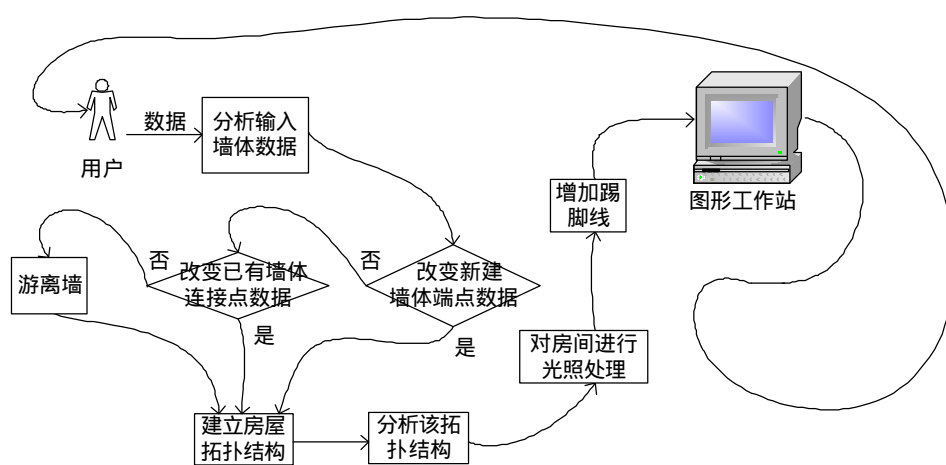 用户
数据
分析输入
墙体数据
改变新建
墙体端点数据
否
是
改变已有墙体
连接点数据
否
是
游离墙
建立房屋
拓扑结构
分析该拓
扑结构
对房间进行
光照处理
增加踢
脚线
图形工作站